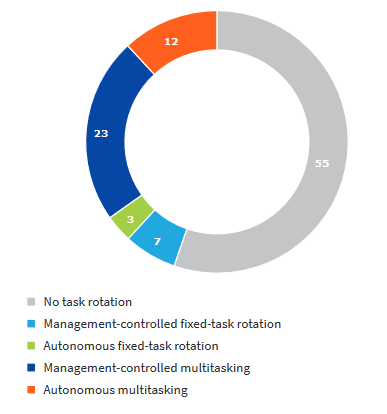 12
55
23
3
7
No task rotation
Management-controlled fixed-task rotation
Autonomous fixed-task rotation
Management-controlled multitasking
Autonomous multitasking